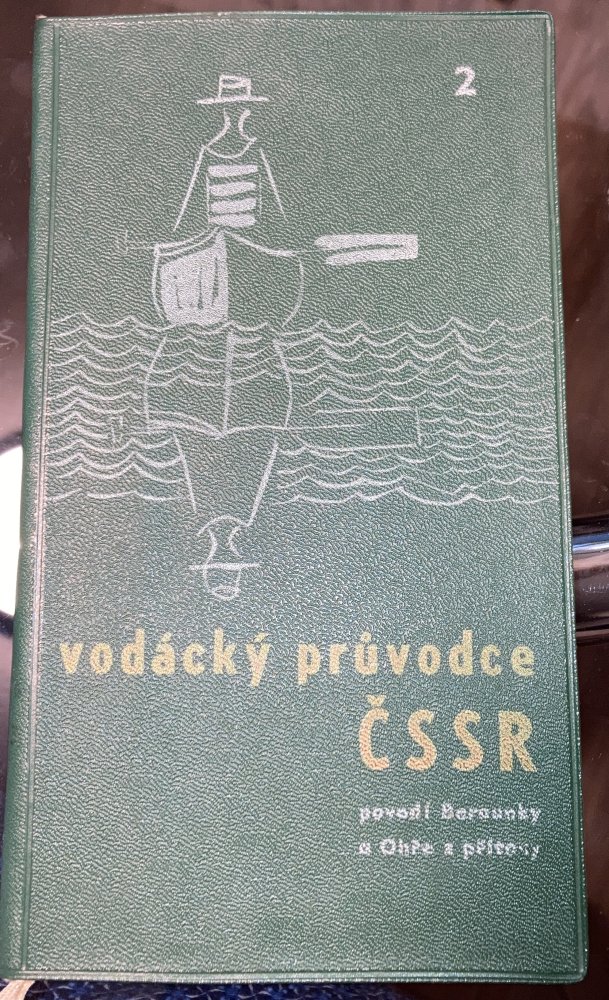 2
vodácký průvodce
ČSSR
povodí Berounky
a Ohře z přítoky